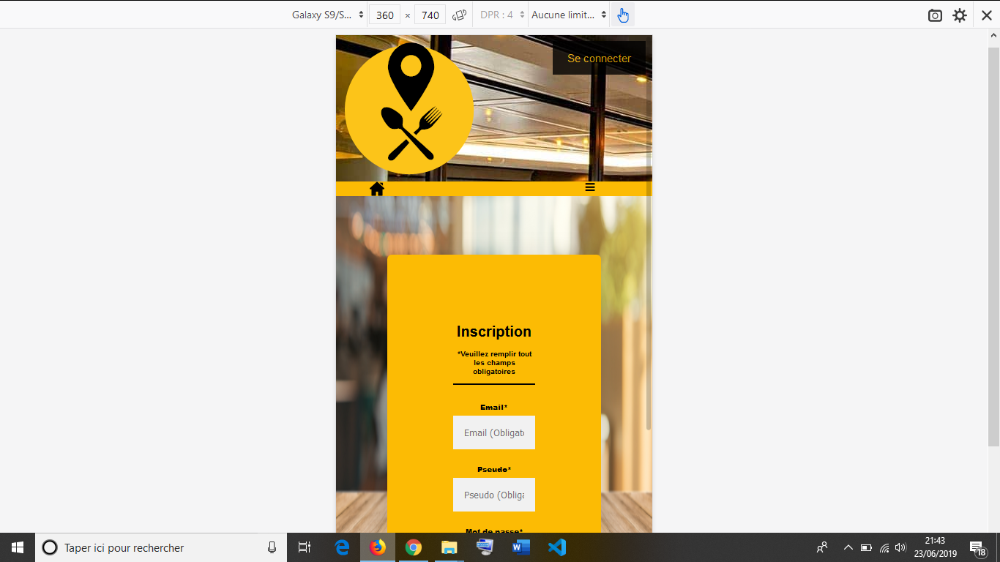 Galaxy S9/S... 360 × 740 DPR : 4 Aucune limit...
Se connecter
Inscription
*Veuillez remplir tout
les champs
obligatoires
Email*
Email (Obligato
Pseudo*
Pseudo (Obliga
Mot de passe*
Taper ici pour rechercher
21:43
23/06/2019
18